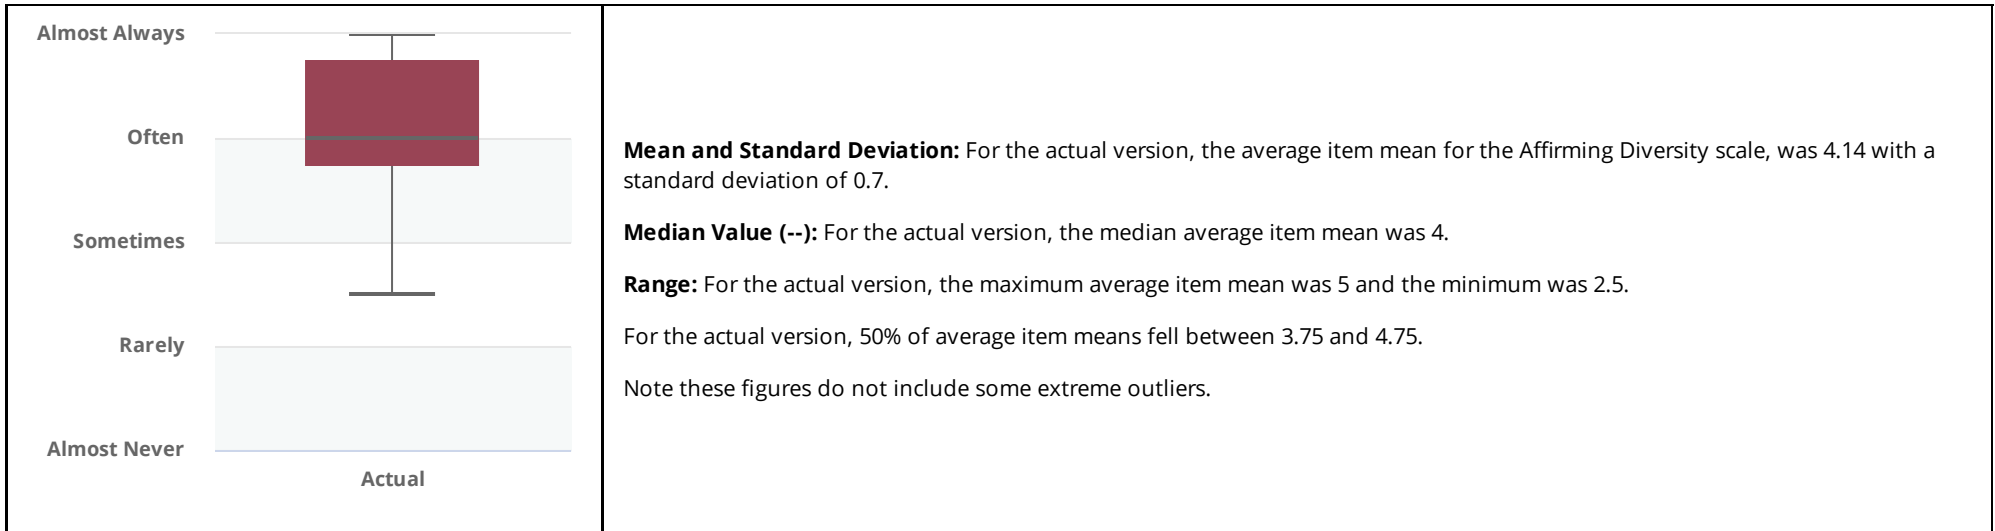 Almost Always
Often
Sometimes
Rarely
Almost Never
Actual
Mean and Standard Deviation: For the actual version, the average item mean for the Affirming Diversity scale, was 4.14 with a
standard deviation of 0.7.
Median Value (--): For the actual version, the median average item mean was 4.
Range: For the actual version, the maximum average item mean was 5 and the minimum was 2.5.
For the actual version, 50% of average item means fell between 3.75 and 4.75.
Note these figures do not include some extreme outliers.